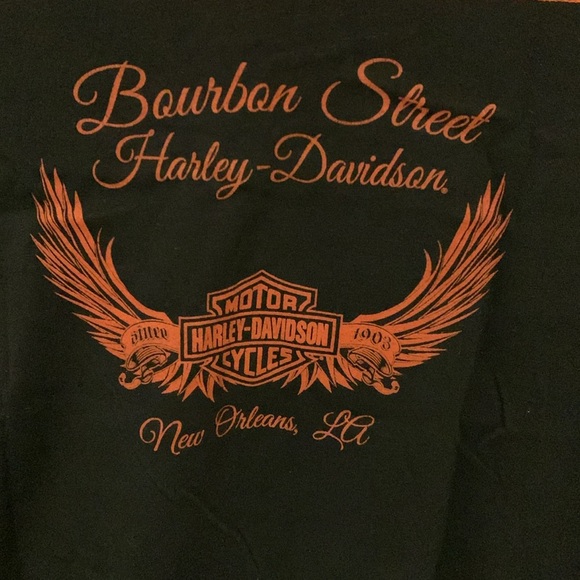 Bourbon Street
Harley-Davidson®
MOTOR
Since HARLEY-DAVIDSON 1903
CYCLES
New Orleans, LA